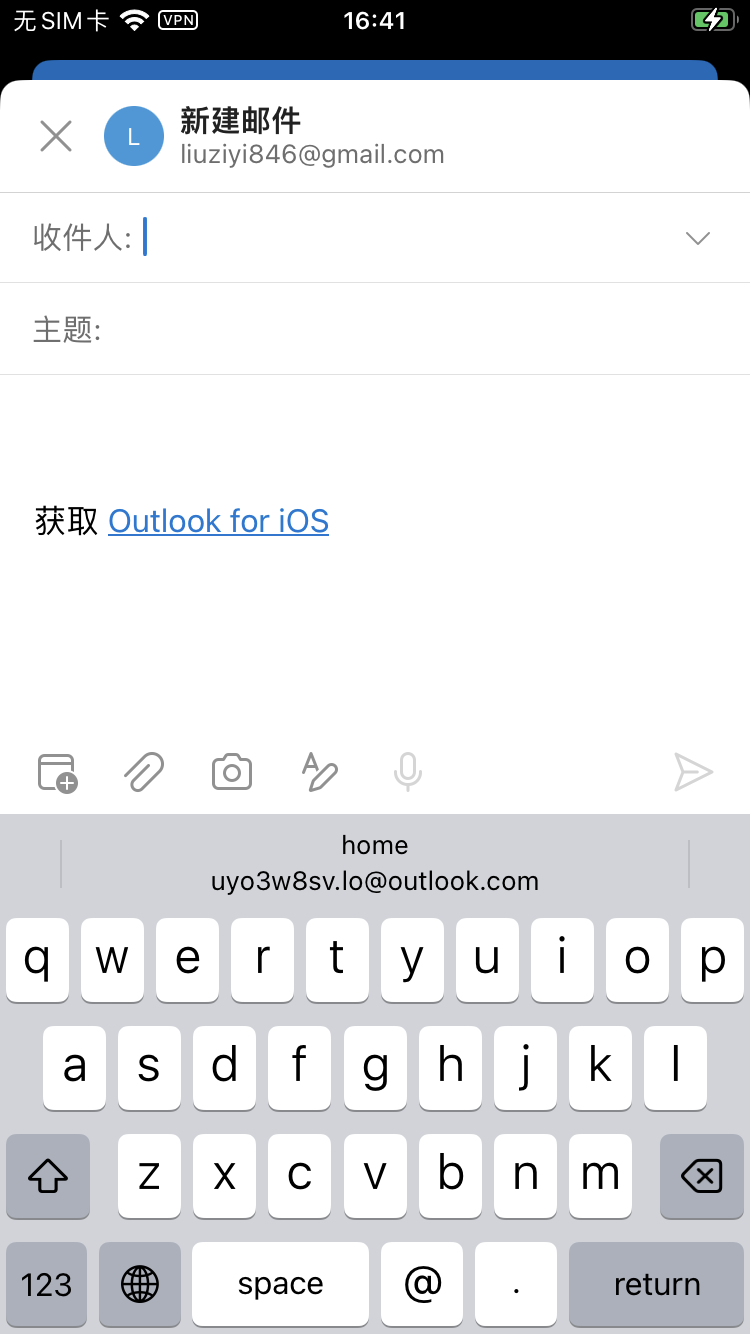 无SIM卡 VPN 16:41
L
新建邮件
liuziyi846@gmail.com
收件人:
主题:
获取 Outlook for iOS
home
uyo3w8sv.lo@outlook.com
q w e r t y u i o p
a s d f g h j k l
z x c v b n m
123 space @ . return